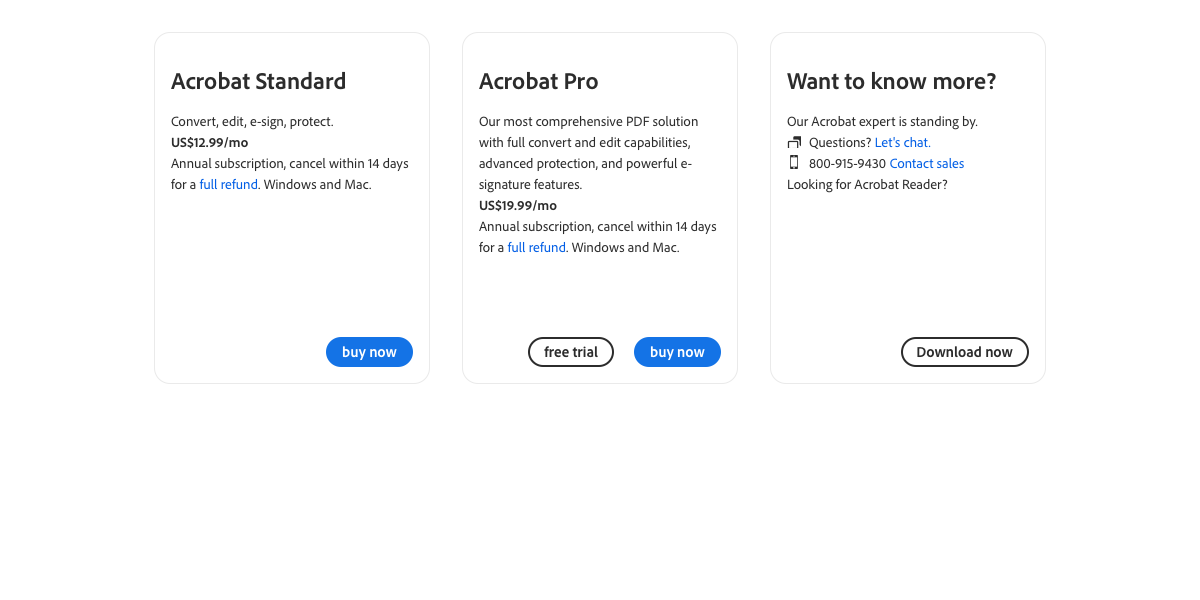 Acrobat Standard
Convert, edit, e-sign, protect.
US$12.99/mo
Annual subscription, cancel within 14 days
for a full refund. Windows and Mac.
buy now
Acrobat Pro
Our most comprehensive PDF solution
with full convert and edit capabilities,
advanced protection, and powerful e-
signature features.
US$19.99/mo
Annual subscription, cancel within 14 days
for a full refund. Windows and Mac.
free trial
buy now
Want to know more?
Our Acrobat expert is standing by.
Questions? Let's chat.
800-915-9430 Contact sales
Looking for Acrobat Reader?
Download now